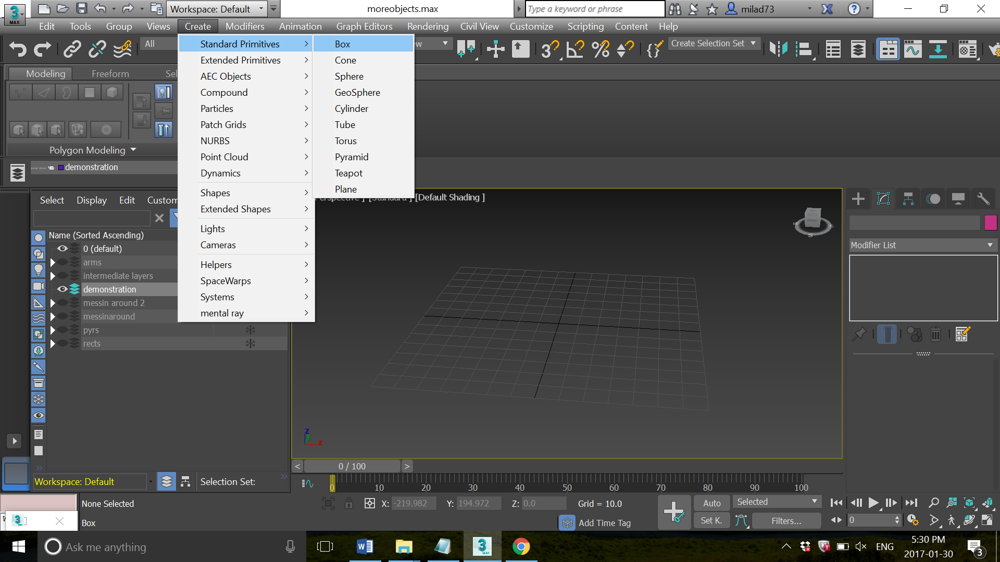 Workspace: Default
moreobjects.max
Type a keyword or phrase
milad73
MAX
Edit Tools Group Views Create Modifiers Animation Graph Editors Rendering Civil View Customize Scripting Content Help
All
Create Selection Set
Standard Primitives
Extended Primitives
AEC Objects
Compound
Particles
Patch Grids
NURBS
Point Cloud
Dynamics
Shapes
Extended Shapes
Lights
Cameras
Helpers
SpaceWarps
Systems
mental ray
Box
Cone
Sphere
GeoSphere
Cylinder
Tube
Torus
Pyramid
Teapot
Plane
Modeling Freeform
Polygon Modeling
demonstration
Select Display Edit
Name (Sorted Ascending)
0 (default)
arms
intermediate layers
demonstration
messin around 2
messinaround
pyrs
rects
[Default Shading ]
FRONT
S
Modifier List
z
y
x
0 / 100
Workspace: Default
Selection Set:
0 10 20 30 40 50 60 70 80 90 100
None Selected
X: -219.982 Y: 194.972 Z: 0.0 Grid = 10.0
Auto Selected
Box
Add Time Tag
Set K. Filters... 0
Ask me anything
MAX
ENG
5:30 PM
2017-01-30
3